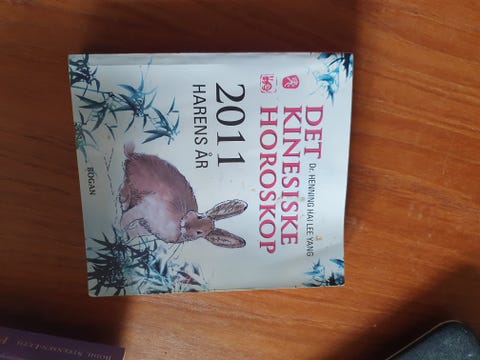 Dr. HENNING HAI LEE YANG
DET
KINESISKE
HOROSKOP
2011
HARENS ÅR
BOGAN